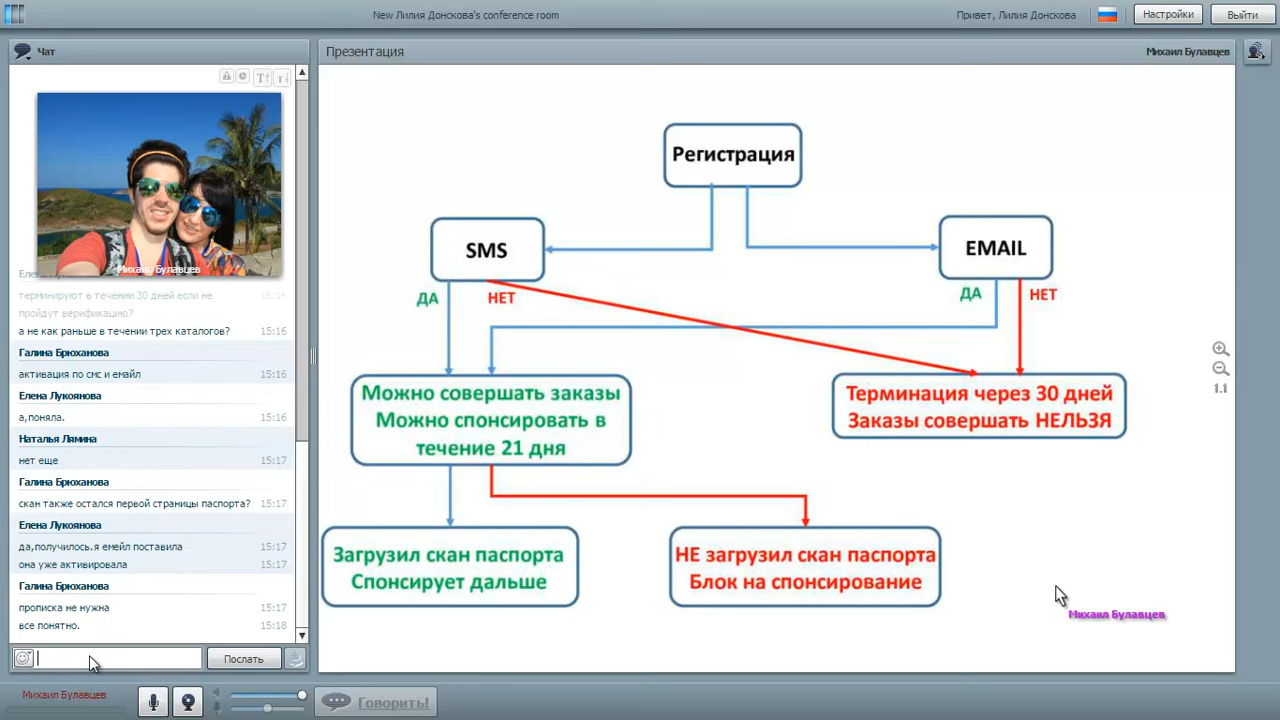 New Лилия Донскова's conference room
Привет, Лилия Донскова
Настройки
Выйти
Чат
Михаил Булавцев
Елена Лукоянова
терминируют в течении 30 дней если не 15:16
пройдут верификацию?
а не как раньше в течении трех каталогов? 15:16
Галина Брюханова
активация по смс и емайл 15:16
Елена Лукоянова
а,поняла. 15:16
Наталья Лямина
нет еще 15:17
Галина Брюханова
скан также остался первой страницы паспорта? 15:17
Елена Лукоянова
да,получилось.я емейл поставила 15:17
она уже активировала 15:17
Галина Брюханова
прописка не нужна 15:17
все понятно. 15:18
Послать
Презентация
Михаил Булавцев
Регистрация
SMS
EMAIL
ДА
НЕТ
ДА
НЕТ
Можно совершать заказы
Можно спонсировать в
течение 21 дня
Терминация через 30 дней
Заказы совершать НЕЛЬЗЯ
Загрузил скан паспорта
Спонсирует дальше
НЕ загрузил скан паспорта
Блок на спонсирование
Михаил Булавцев
1.1
Михаил Булавцев
Говорить!